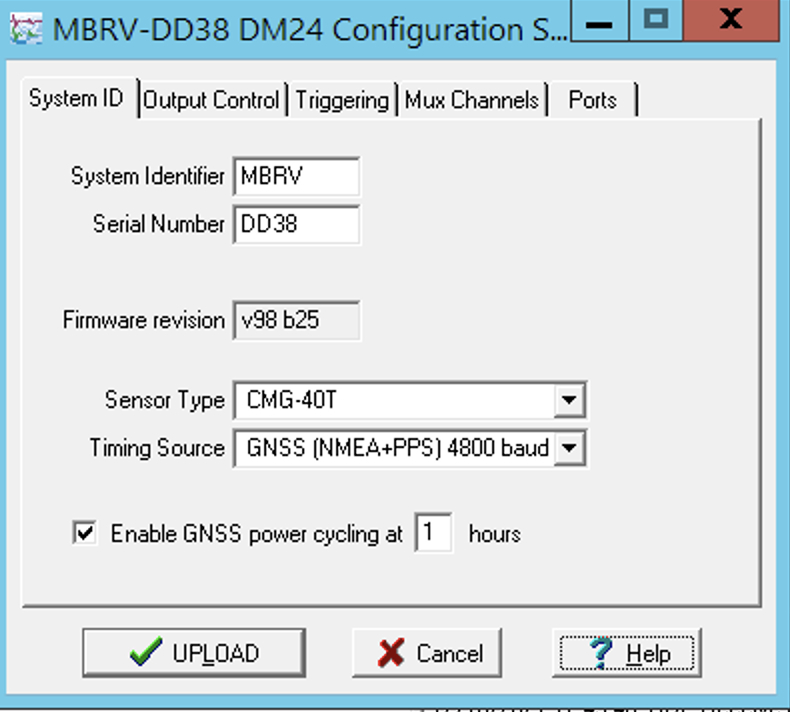 MBRV-DD38 DM24 Configuration S...
System ID Output Control Triggering Mux Channels Ports
System Identifier MBRV
Serial Number DD38
Firmware revision v98 b25
Sensor Type CMG-40T
Timing Source GNSS (NMEA+PPS) 4800 baud
Enable GNSS power cycling at 1 hours
UPLOAD Cancel ? Help